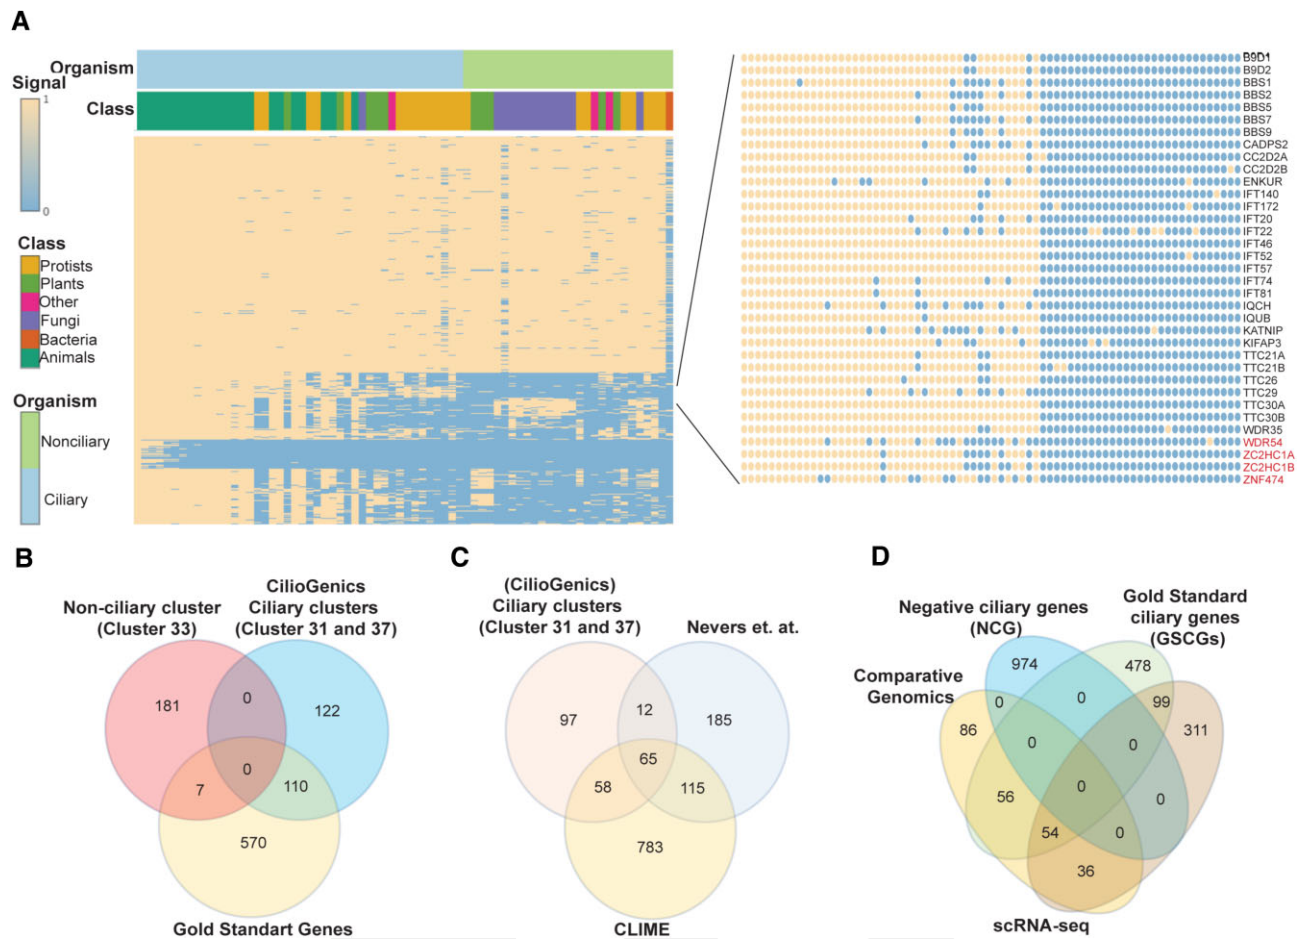 A
Organism
Signal
1
Class
0
Class
Protists
Plants
Other
Fungi
Bacteria
Animals
Organism
Nonciliary
Ciliary
B9D1
B9D2
BBS1
BBS2
BBS5
BBS7
BBS9
CADPS2
CC2D2A
CC2D2B
ENKUR
IFT140
IFT172
IFT20
IFT22
IFT46
IFT52
IFT57
IFT74
IFT81
IQCH
IQUB
KATNIP
KIFAP3
TTC21A
TTC21B
TTC26
TTC29
TTC30A
TTC30B
WDR35
WDR54
ZC2HC1A
ZC2HC1B
ZNF474
B
Non-ciliary cluster
(Cluster 33)
CilioGenics
Ciliary clusters
(Cluster 31 and 37)
181
0
122
0
7
110
570
Gold Standart Genes
C
(CilioGenics)
Ciliary clusters
(Cluster 31 and 37)
Nevers et. at.
97
12
185
65
58
115
783
CLIME
D
Negative ciliary genes
(NCG)
Gold Standard
ciliary genes
(GSCGs)
Comparative
Genomics
974
478
86
0
0
99
311
0
0
56
0
0
54
0
36
scRNA-seq